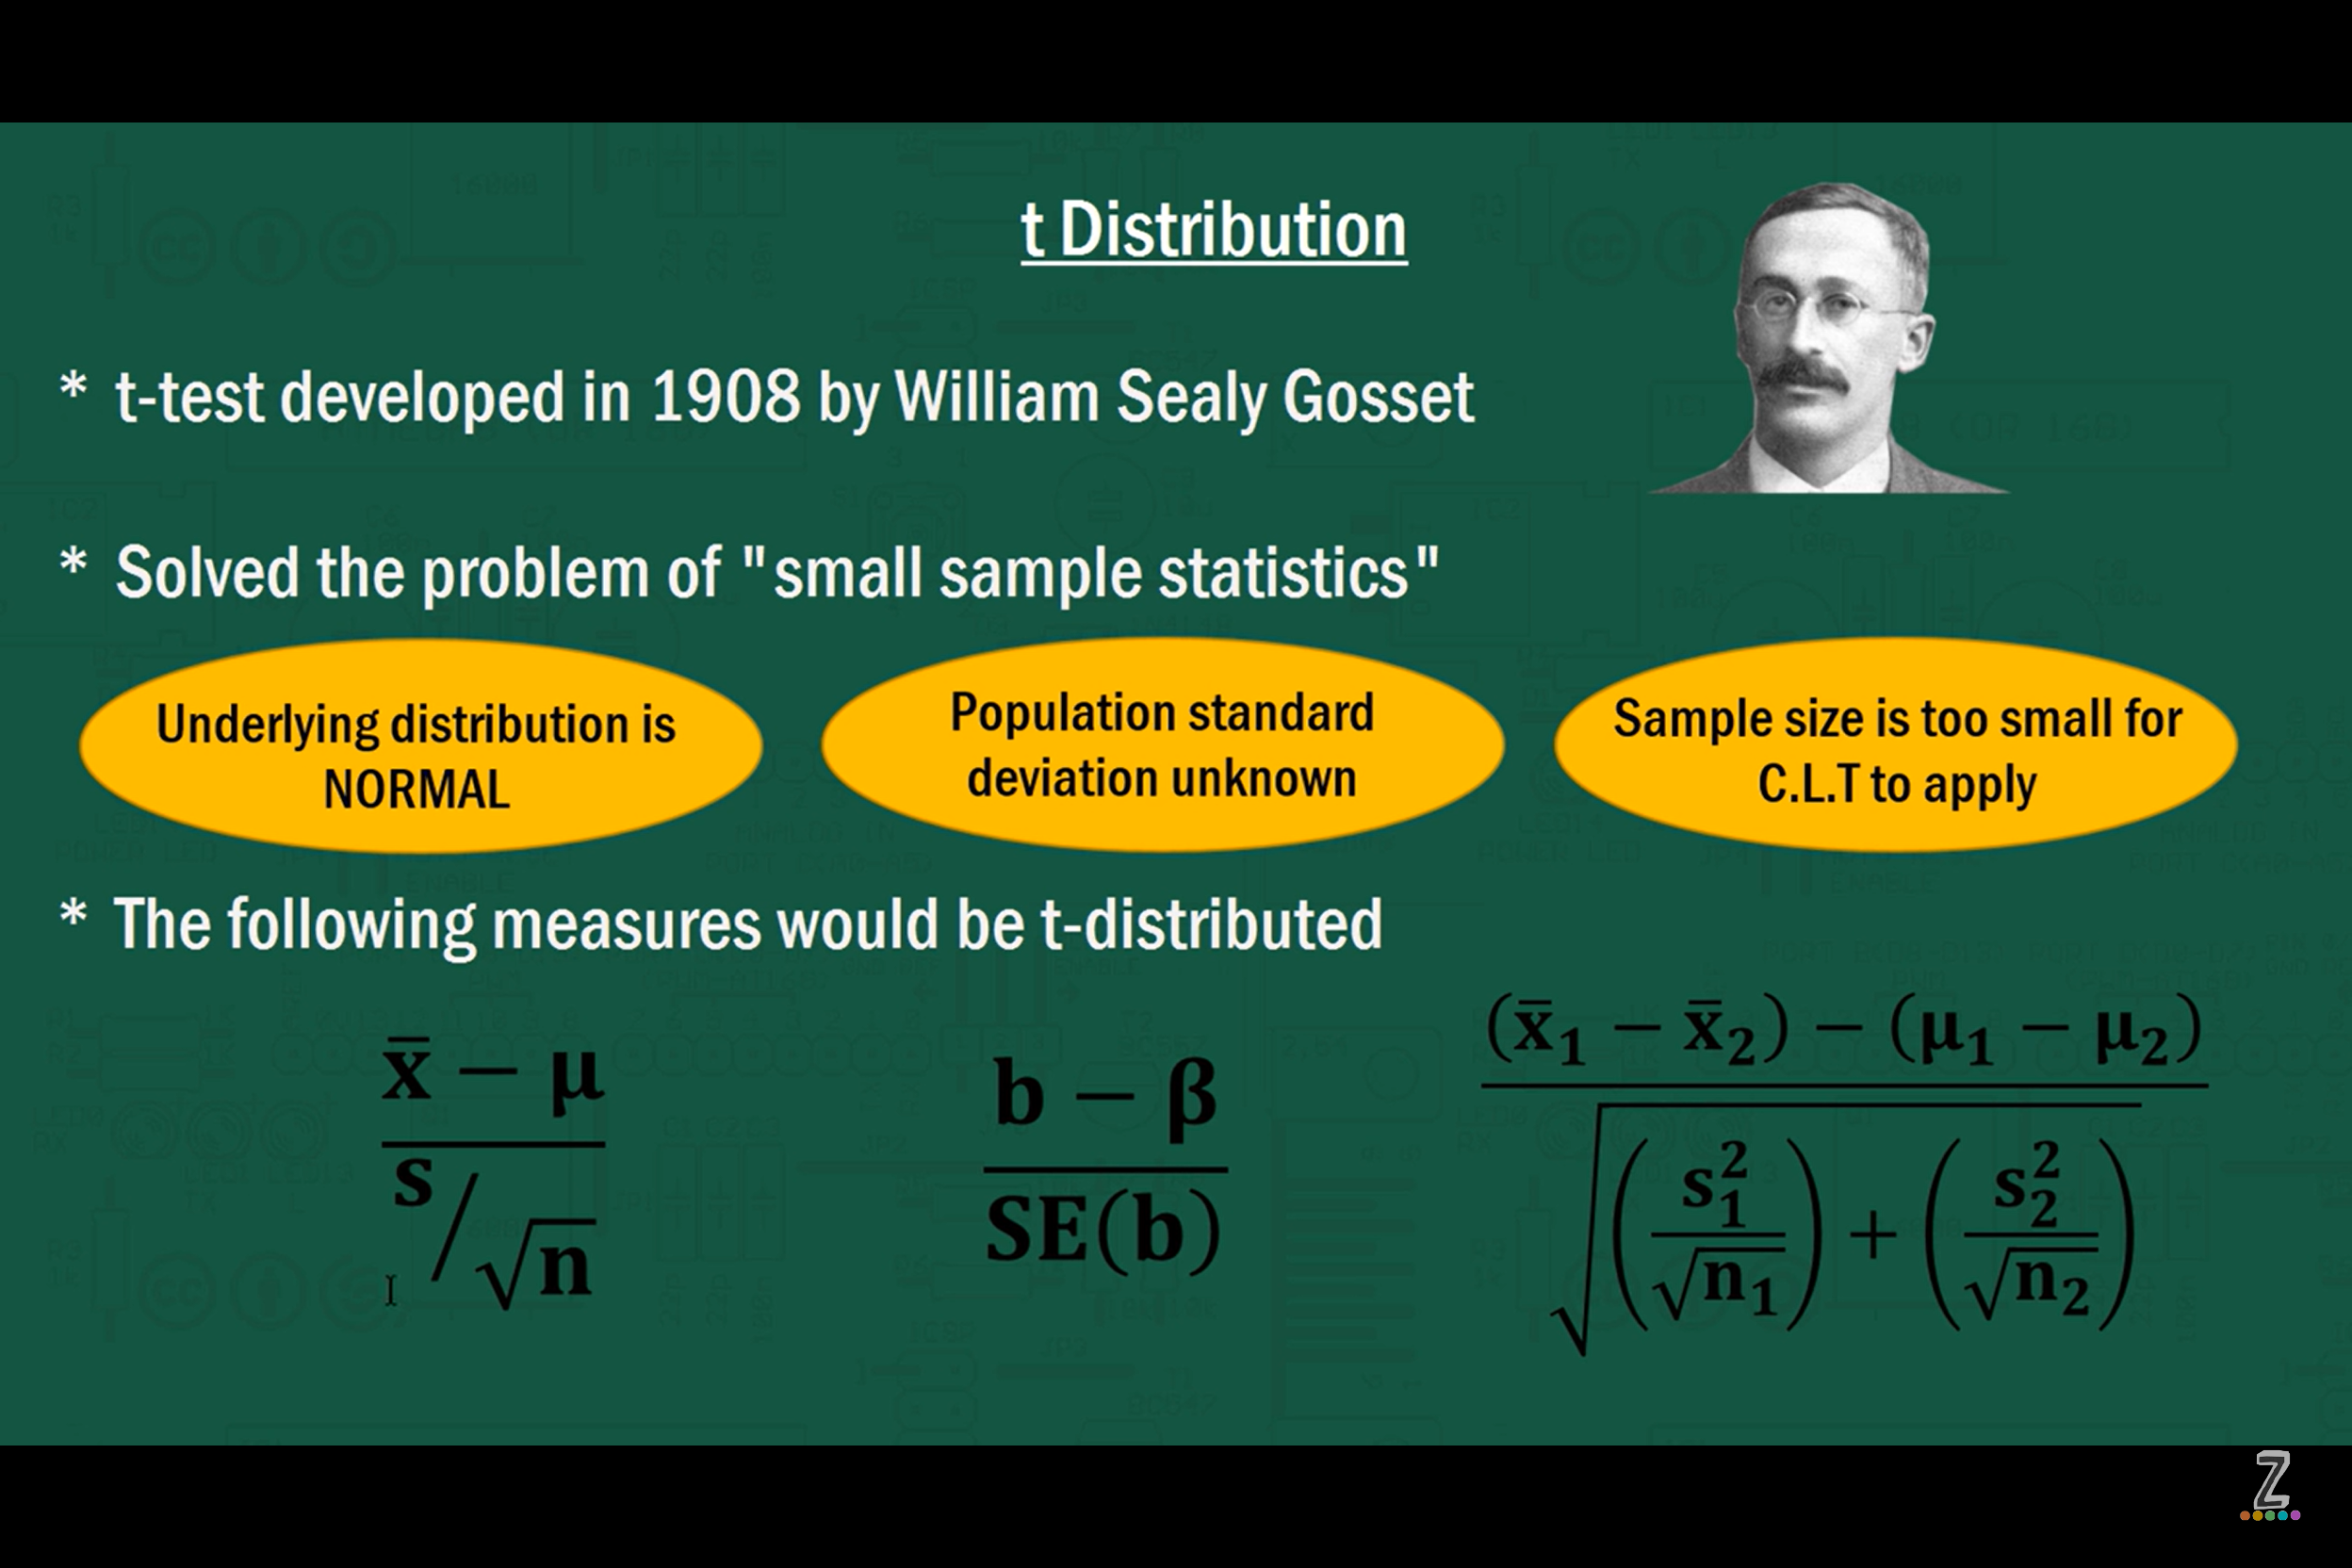 t Distribution
* t-test developed in 1908 by William Sealy Gosset
* Solved the problem of "small sample statistics"
Underlying distribution is
NORMAL
Population standard
deviation unknown
Sample size is too small for
C.L.T to apply
* The following measures would be t-distributed
x̄ − μ
s/√n
b − β
SE(b)
(x̄₁ − x̄₂) − (μ₁ − μ₂)
√((s₁²/√n₁) + (s₂²/√n₂))
Z